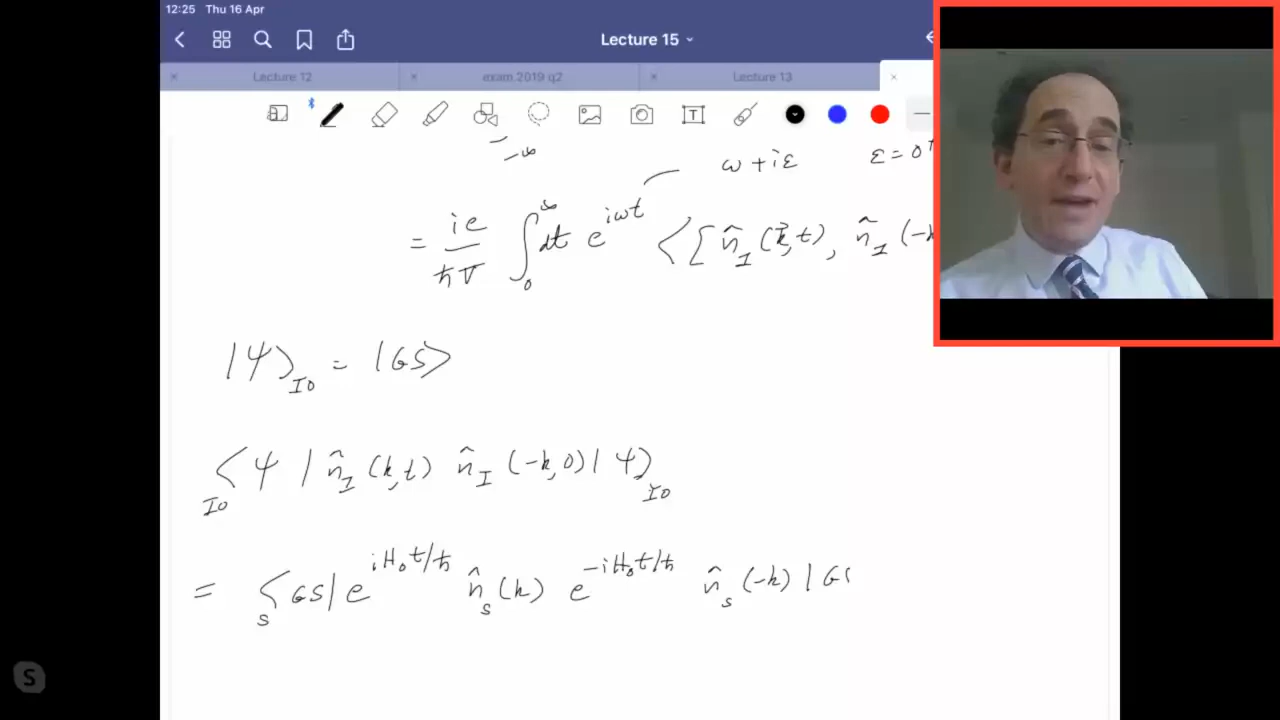 12:25 Thu 16 Apr
Lecture 15
Lecture 12 exam 2019 q2 Lecture 13
T
-∞ ω + iε ε = 0⁺
= ie/ħV ∫₀^∞ dt e^{iωt} ⟨[n̂_I(k⃗,t), n̂_I(-k
|Ψ⟩_{I0} = |GS⟩
_{I0}⟨Ψ| n̂_I(k,t) n̂_I(-k,0) |Ψ⟩_{I0}
= _S⟨GS| e^{iH₀t/ħ} n̂_S(k) e^{-iH₀t/ħ} n̂_S(-k) | GS
S